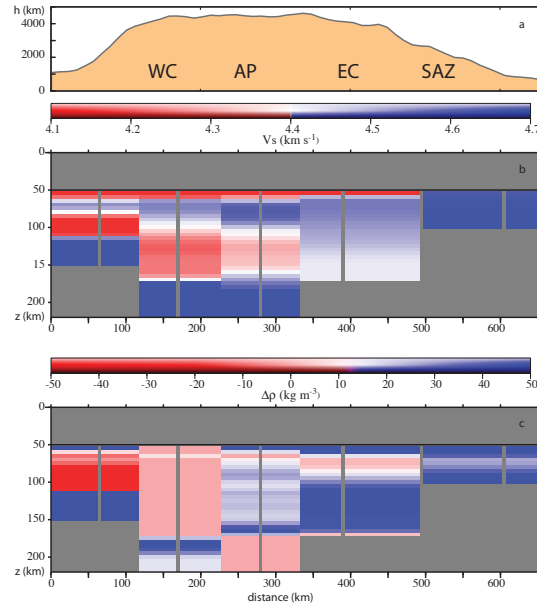 h (km)
4000
2000
0
a
WC AP EC SAZ
4.1 4.2 4.3 4.4 4.5 4.6 4.7
Vs (km s-1)
0
50
100
15
200
z (km)
b
0 100 200 300 400 500 600
-50 -40 -30 -20 -10 0 10 20 30 40 50
Δρ (kg m-3)
0
50
100
150
200
z (km)
c
0 100 200 300 400 500 600
distance (km)